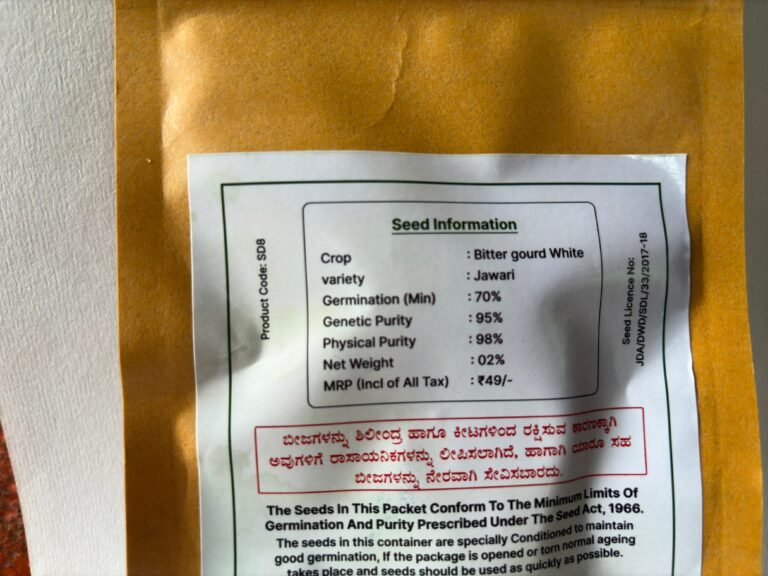 Product Code: SD8
Seed Information
Crop : Bitter gourd White
variety : Jawari
Germination (Min) : 70%
Genetic Purity : 95%
Physical Purity : 98%
Net Weight : 02%
MRP (Incl of All Tax) : ₹49/-
Seed Licence No:
JDA/DWD/SDL/33/2017-18
ಬೀಜಗಳನ್ನು ಶಿಲೀಂದ್ರ ಹಾಗೂ ಕೀಟಗಳಿಂದ ರಕ್ಷಿಸುವ ಕಾರಣಕ್ಕಾಗಿ
ಅವುಗಳಿಗೆ ರಾಸಾಯನಿಕಗಳನ್ನು ಲೀಪಿಸಲಾಗಿದೆ, ಹಾಗಾಗಿ ಯಾರೂ ಸಹ
ಬೀಜಗಳನ್ನು ನೇರವಾಗಿ ಸೇವಿಸಬಾರದು.
The Seeds In This Packet Conform To The Minimum Limits Of
Germination And Purity Prescribed Under The Seed Act, 1966.
The seeds in this container are specially Conditioned to maintain
good germination, If the package is opened or torn normal ageing
takes place and seeds should be used as quickly as possible.